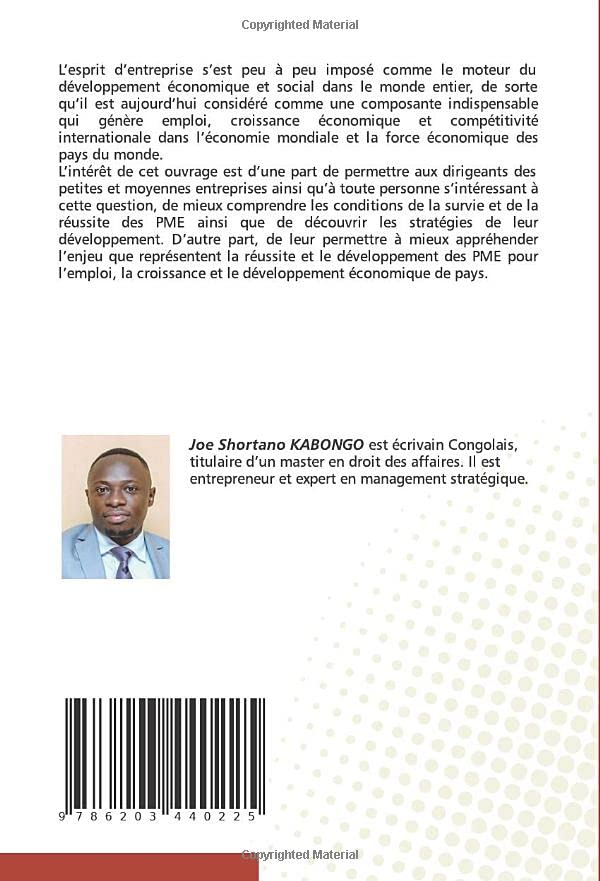 Copyrighted Material
L’esprit d’entreprise s’est peu à peu imposé comme le moteur du
développement économique et social dans le monde entier, de sorte
qu’il est aujourd’hui considéré comme une composante indispensable
qui génère emploi, croissance économique et compétitivité
internationale dans l’économie mondiale et la force économique des
pays du monde.
L’intérêt de cet ouvrage est d’une part de permettre aux dirigeants des
petites et moyennes entreprises ainsi qu’à toute personne s’intéressant à
cette question, de mieux comprendre les conditions de la survie et de la
réussite des PME ainsi que de découvrir les stratégies de leur
développement. D’autre part, de leur permettre à mieux appréhender
l’enjeu que représentent la réussite et le développement des PME pour
l’emploi, la croissance et le développement économique de pays.
Joe Shortano KABONGO est écrivain Congolais,
titulaire d’un master en droit des affaires. Il est
entrepreneur et expert en management stratégique.
9 786203 440225
Copyrighted Material